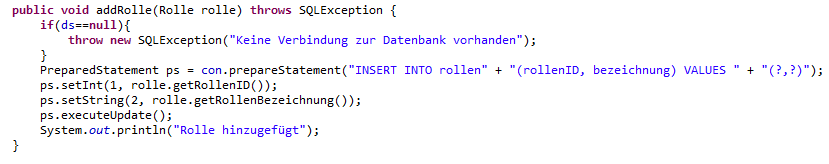 public void addRolle(Rolle rolle) throws SQLException {
    if(ds==null){
        throw new SQLException("Keine Verbindung zur Datenbank vorhanden");
    }
    PreparedStatement ps = con.prepareStatement("INSERT INTO rollen" + "(rollenID, bezeichnung) VALUES " + "(?,?)");
    ps.setInt(1, rolle.getRollenID());
    ps.setString(2, rolle.getRollenBezeichnung());
    ps.executeUpdate();
    System.out.println("Rolle hinzugefügt");
}